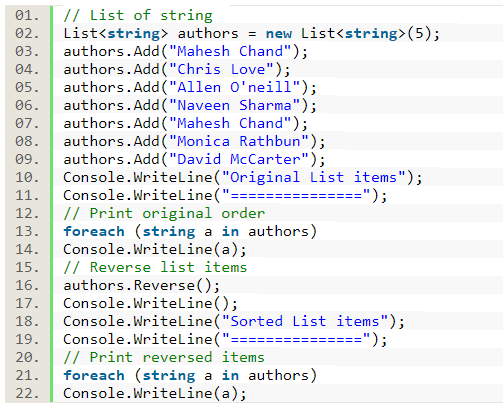 01. // List of string
02. List<string> authors = new List<string>(5);
03. authors.Add("Mahesh Chand");
04. authors.Add("Chris Love");
05. authors.Add("Allen O'neill");
06. authors.Add("Naveen Sharma");
07. authors.Add("Mahesh Chand");
08. authors.Add("Monica Rathbun");
09. authors.Add("David McCarter");
10. Console.WriteLine("Original List items");
11. Console.WriteLine("===============");
12. // Print original order
13. foreach (string a in authors)
14. Console.WriteLine(a);
15. // Reverse list items
16. authors.Reverse();
17. Console.WriteLine();
18. Console.WriteLine("Sorted List items");
19. Console.WriteLine("===============");
20. // Print reversed items
21. foreach (string a in authors)
22. Console.WriteLine(a);